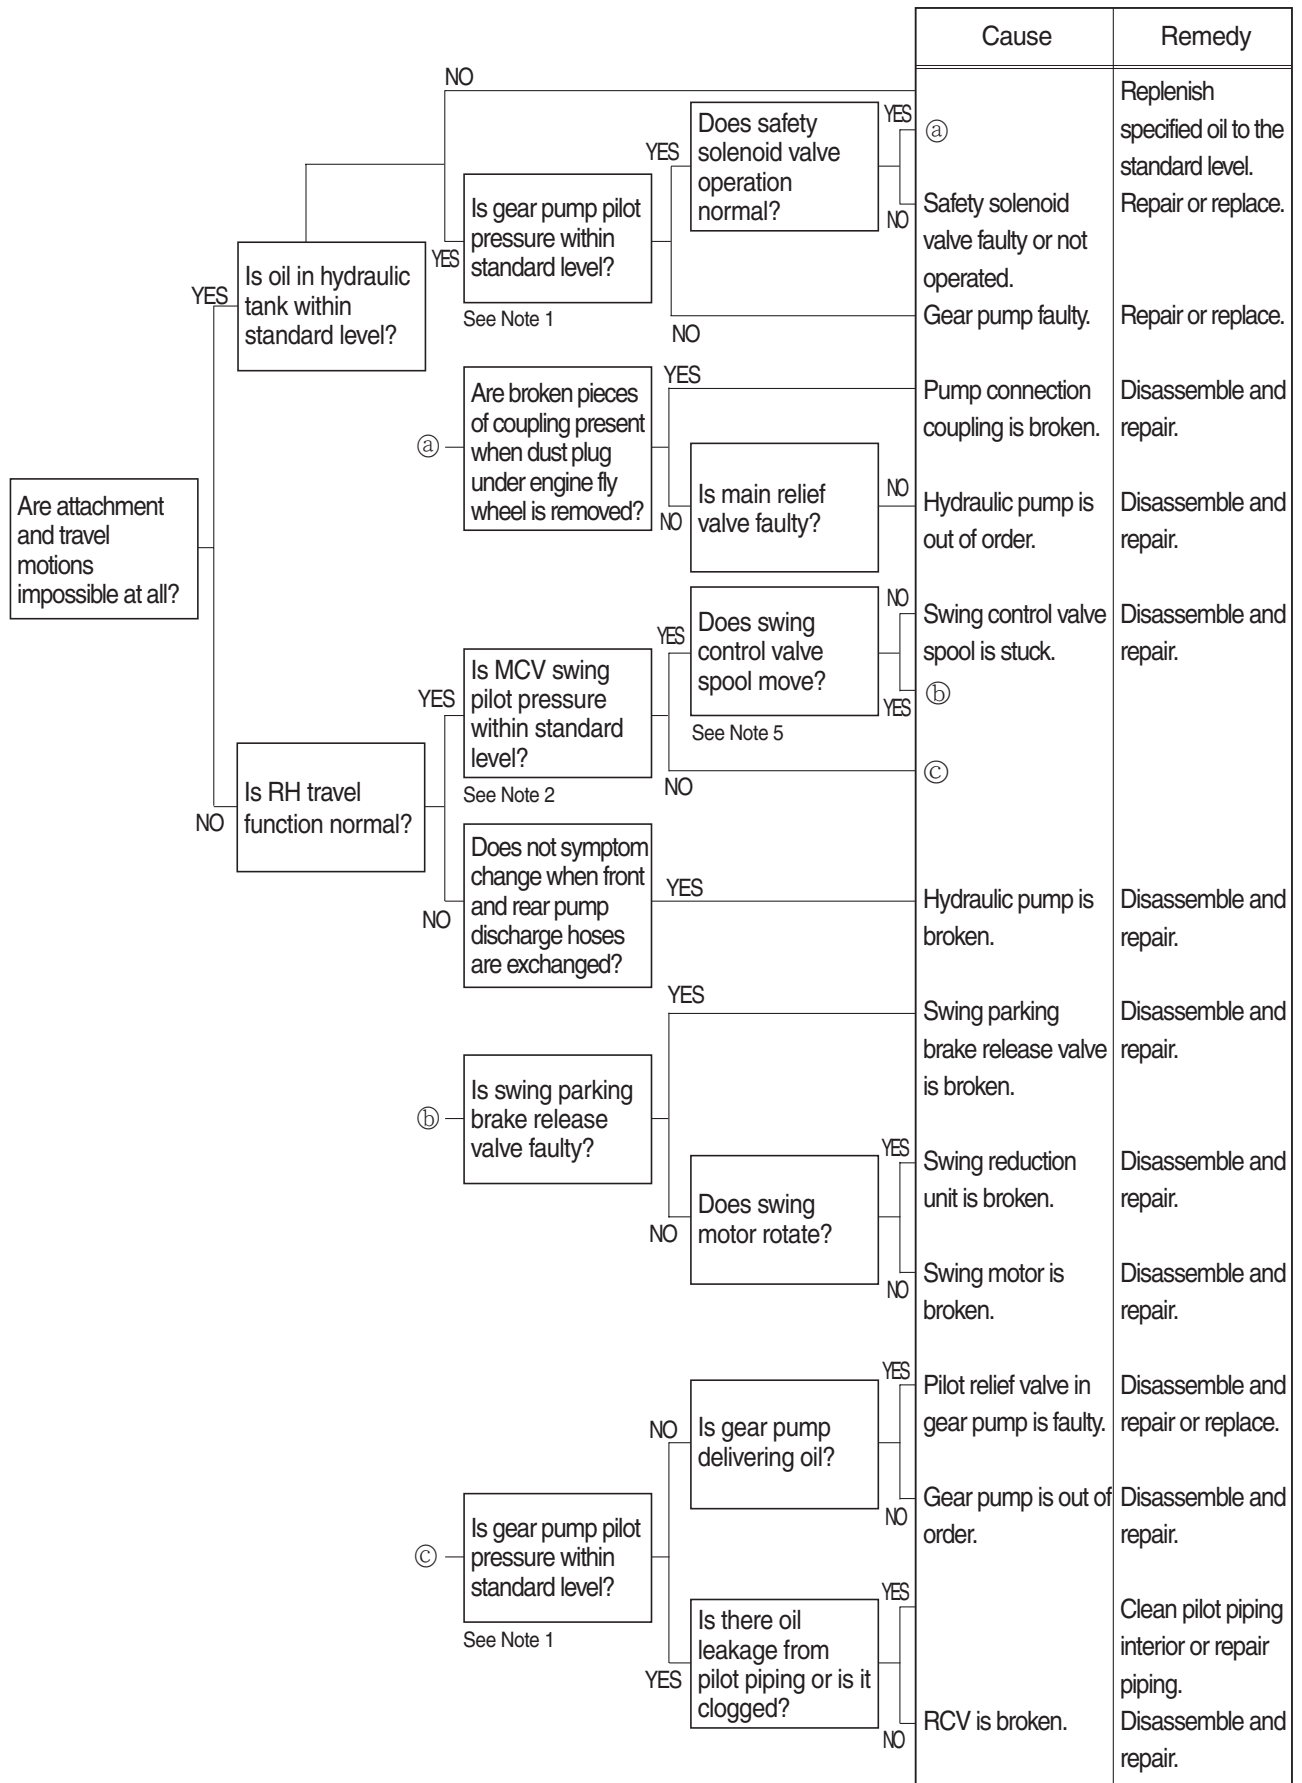 Cause
Remedy
NO
Replenish
specified oil to the
standard level.
YES
Does safety
solenoid valve
operation
normal?
YES
ⓐ
NO
Safety solenoid
valve faulty or not
operated.
Repair or replace.
Is gear pump pilot
pressure within
standard level?
YES
See Note 1
Is oil in hydraulic
tank within
standard level?
YES
NO
Gear pump faulty.
Repair or replace.
ⓐ
Are broken pieces
of coupling present
when dust plug
under engine fly
wheel is removed?
YES
Pump connection
coupling is broken.
Disassemble and
repair.
NO
Is main relief
valve faulty?
NO
Hydraulic pump is
out of order.
Disassemble and
repair.
Are attachment
and travel
motions
impossible at all?
YES
Does swing
control valve
spool move?
See Note 5
NO
Swing control valve
spool is stuck.
Disassemble and
repair.
YES
ⓑ
YES
Is MCV swing
pilot pressure
within standard
level?
See Note 2
NO
ⓒ
NO
Is RH travel
function normal?
NO
Does not symptom
change when front
and rear pump
discharge hoses
are exchanged?
YES
Hydraulic pump is
broken.
Disassemble and
repair.
ⓑ
Is swing parking
brake release
valve faulty?
YES
Swing parking
brake release valve
is broken.
Disassemble and
repair.
NO
Does swing
motor rotate?
YES
Swing reduction
unit is broken.
Disassemble and
repair.
NO
Swing motor is
broken.
Disassemble and
repair.
ⓒ
Is gear pump pilot
pressure within
standard level?
See Note 1
NO
Is gear pump
delivering oil?
YES
Pilot relief valve in
gear pump is faulty.
Disassemble and
repair or replace.
NO
Gear pump is out of
order.
Disassemble and
repair.
YES
Is there oil
leakage from
pilot piping or is it
clogged?
YES
Clean pilot piping
interior or repair
piping.
NO
RCV is broken.
Disassemble and
repair.